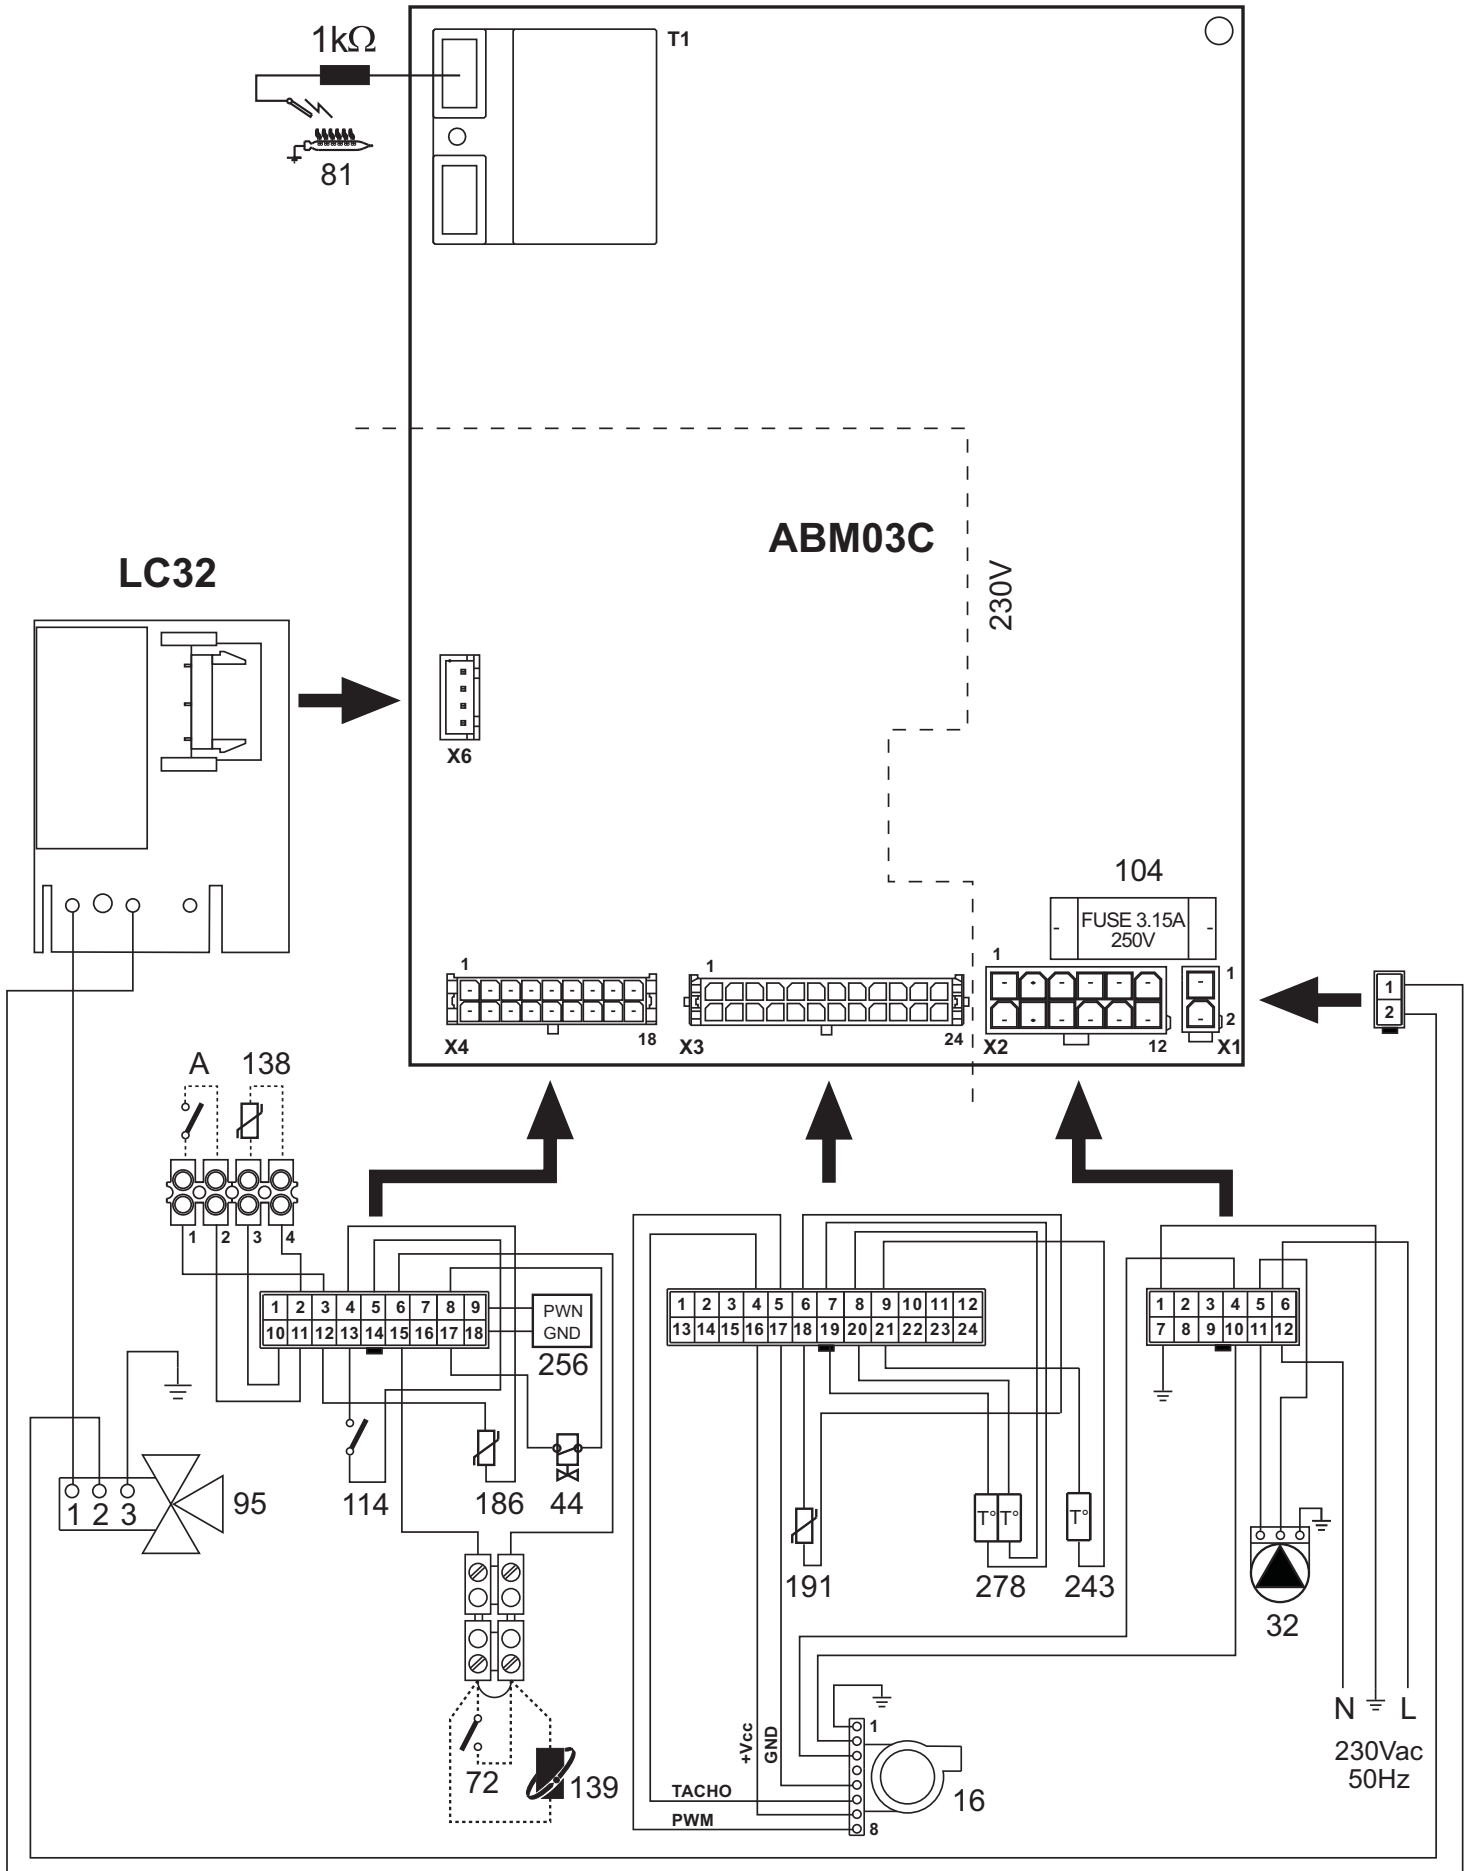 1kΩ
T1
81
ABM03C
230V
LC32
X6
104
FUSE 3.15A
250V
1
1
1
1
2
X4
18
X3
24
X2
12
X1
1
2
A
138
1
2
3
4
1 2 3 4 5 6 7 8 9
10 11 12 13 14 15 16 17 18
PWN
GND
256
1 2 3 4 5 6 7 8 9 10 11 12
13 14 15 16 17 18 19 20 21 22 23 24
1 2 3 4 5 6
7 8 9 10 11 12
1 2 3
95
114
186
44
191
T° T°
278
T°
243
32
72
139
+Vcc
GND
TACHO
PWM
1
8
16
N
L
230Vac
50Hz